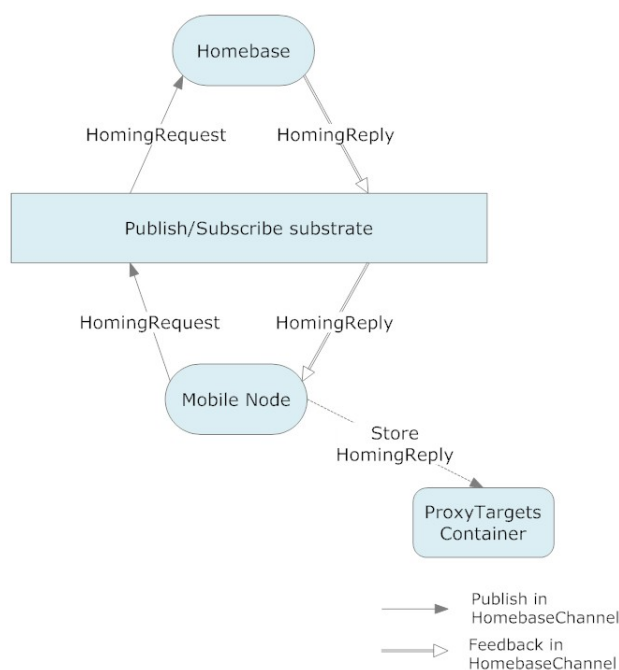 Homebase
HomingRequest
HomingReply
Publish/Subscribe substrate
HomingRequest
HomingReply
Mobile Node
Store
HomingReply
ProxyTargets
Container
Publish in
HomebaseChannel
Feedback in
HomebaseChannel